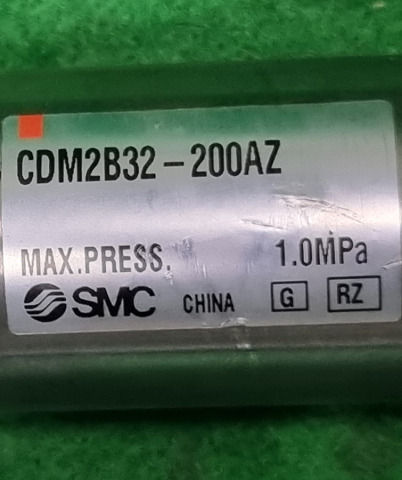 CDM2B32-200AZ
MAX.PRESS. 1.0MPa
SMC CHINA G RZ